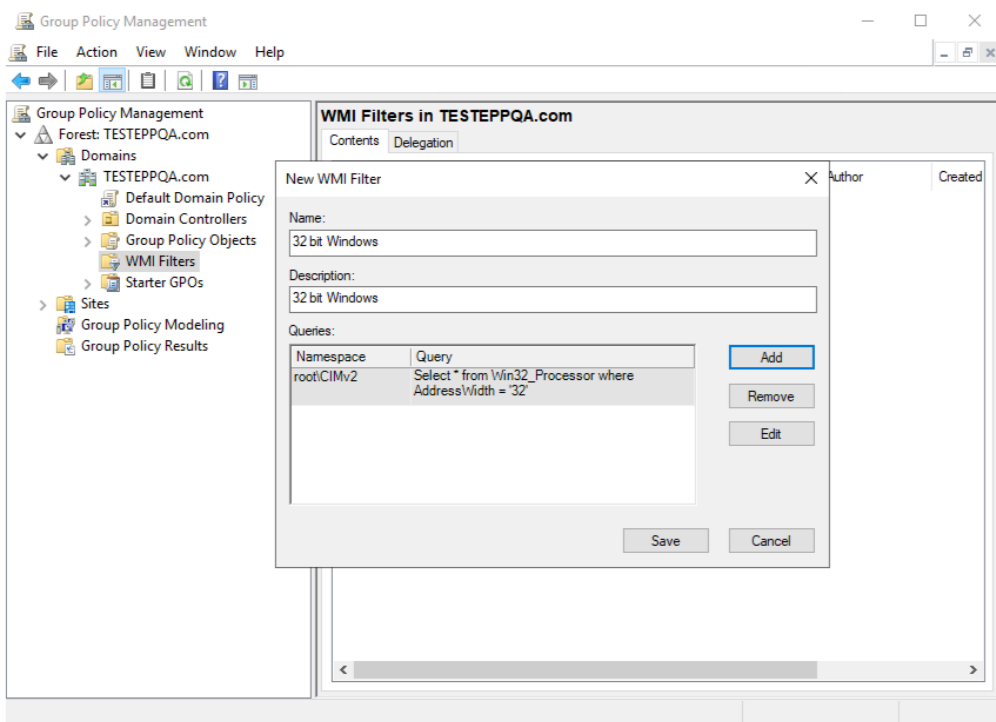 Group Policy Management
File Action View Window Help
Group Policy Management
Forest: TESTEPPQA.com
Domains
TESTEPPQA.com
Default Domain Policy
Domain Controllers
Group Policy Objects
WMI Filters
Starter GPOs
Sites
Group Policy Modeling
Group Policy Results
WMI Filters in TESTEPPQA.com
Contents Delegation
Author Created
New WMI Filter
Name:
32 bit Windows
Description:
32 bit Windows
Queries:
Namespace Query
root\CIMv2 Select * from Win32_Processor where
AddressWidth = '32'
Add
Remove
Edit
Save Cancel